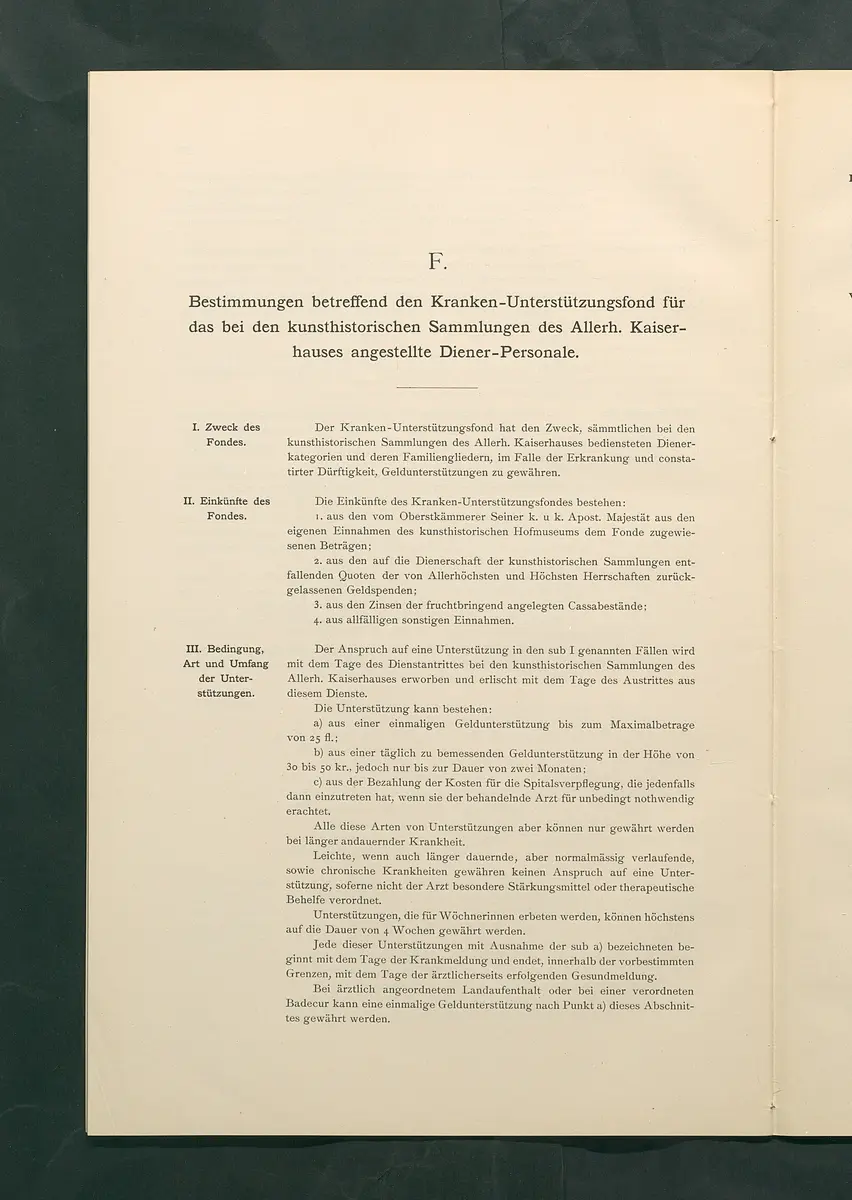 F.
Bestimmungen betreffend den Kranken-Unterstützungsfond für
das bei den kunsthistorischen Sammlungen des Allerh. Kaiser-
hauses angestellte Diener-Personale.
I. Zweck des
Fondes.
Der Kranken-Unterstützungsfond hat den Zweck, sämmtlichen bei den
kunsthistorischen Sammlungen des Allerh. Kaiserhauses bediensteten Diener-
kategorien und deren Familiengliedern, im Falle der Erkrankung und consta-
tirter Dürftigkeit, Geldunterstützungen zu gewähren.
II. Einkünfte des
Fondes.
Die Einkünfte des Kranken-Unterstützungsfondes bestehen:
1. aus den vom Oberstkämmerer Seiner k. u k. Apost. Majestät aus den
eigenen Einnahmen des kunsthistorischen Hofmuseums dem Fonde zugewie-
senen Beträgen;
2. aus den auf die Dienerschaft der kunsthistorischen Sammlungen ent-
fallenden Quoten der von Allerhöchsten und Höchsten Herrschaften zurück-
gelassenen Geldspenden;
3. aus den Zinsen der fruchtbringend angelegten Cassabestände;
4. aus allfälligen sonstigen Einnahmen.
III. Bedingung,
Art und Umfang
der Unter-
stützungen.
Der Anspruch auf eine Unterstützung in den sub I genannten Fällen wird
mit dem Tage des Dienstantrittes bei den kunsthistorischen Sammlungen des
Allerh. Kaiserhauses erworben und erlischt mit dem Tage des Austrittes aus
diesem Dienste.
Die Unterstützung kann bestehen:
a) aus einer einmaligen Geldunterstützung bis zum Maximalbetrage
von 25 fl.;
b) aus einer täglich zu bemessenden Geldunterstützung in der Höhe von
30 bis 50 kr., jedoch nur bis zur Dauer von zwei Monaten;
c) aus der Bezahlung der Kosten für die Spitalsverpflegung, die jedenfalls
dann einzutreten hat, wenn sie der behandelnde Arzt für unbedingt nothwendig
erachtet.
Alle diese Arten von Unterstützungen aber können nur gewährt werden
bei länger andauernder Krankheit.
Leichte, wenn auch länger dauernde, aber normalmässig verlaufende,
sowie chronische Krankheiten gewähren keinen Anspruch auf eine Unter-
stützung, soferne nicht der Arzt besondere Stärkungsmittel oder therapeutische
Behelfe verordnet.
Unterstützungen, die für Wöchnerinnen erbeten werden, können höchstens
auf die Dauer von 4 Wochen gewährt werden.
Jede dieser Unterstützungen mit Ausnahme der sub a) bezeichneten be-
ginnt mit dem Tage der Krankmeldung und endet, innerhalb der vorbestimmten
Grenzen, mit dem Tage der ärztlicherseits erfolgenden Gesundmeldung.
Bei ärztlich angeordnetem Landaufenthalt oder bei einer verordneten
Badecur kann eine einmalige Geldunterstützung nach Punkt a) dieses Abschnit-
tes gewährt werden.